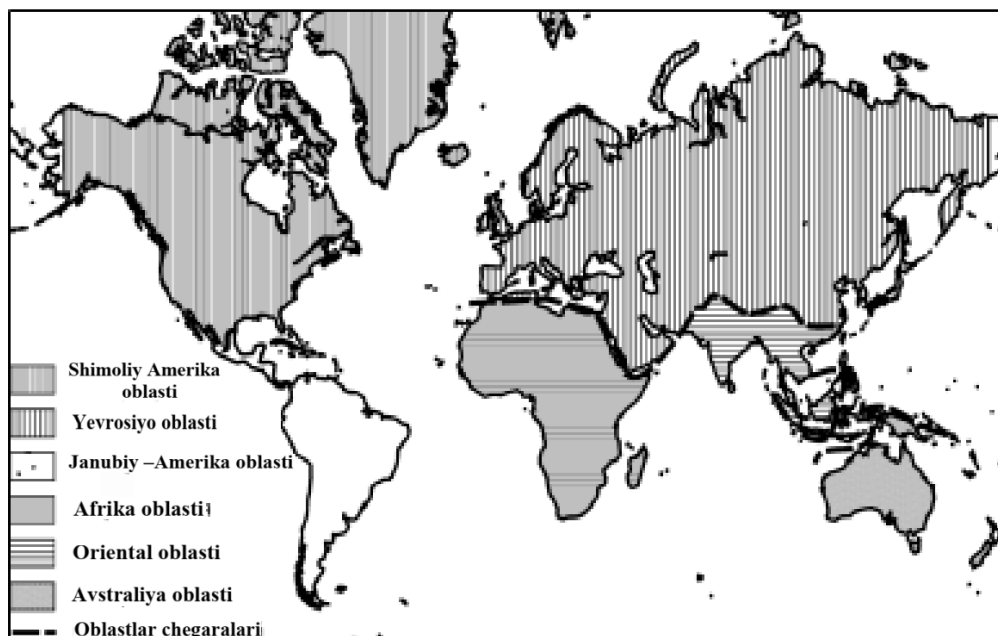 Shimoliy Amerika
oblasti
Yevrosiyo oblasti
Janubiy –Amerika oblasti
Afrika oblasti
Oriental oblasti
Avstraliya oblasti
Oblastlar chegaralari